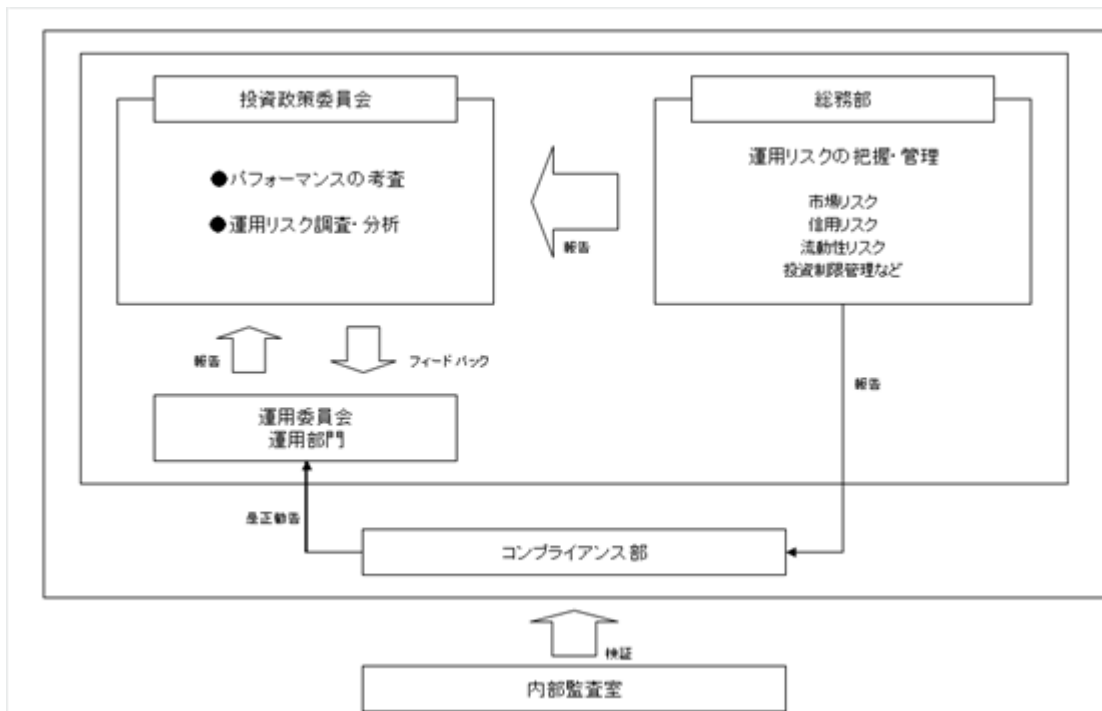 投資政策委員会
●パフォーマンスの考査
●運用リスク調査・分析
総務部
運用リスクの把握・管理
市場リスク
信用リスク
流動性リスク
投資制限管理など
報告
報告
フィードバック
報告
運用委員会
運用部門
是正勧告
コンプライアンス部
検証
内部監査室